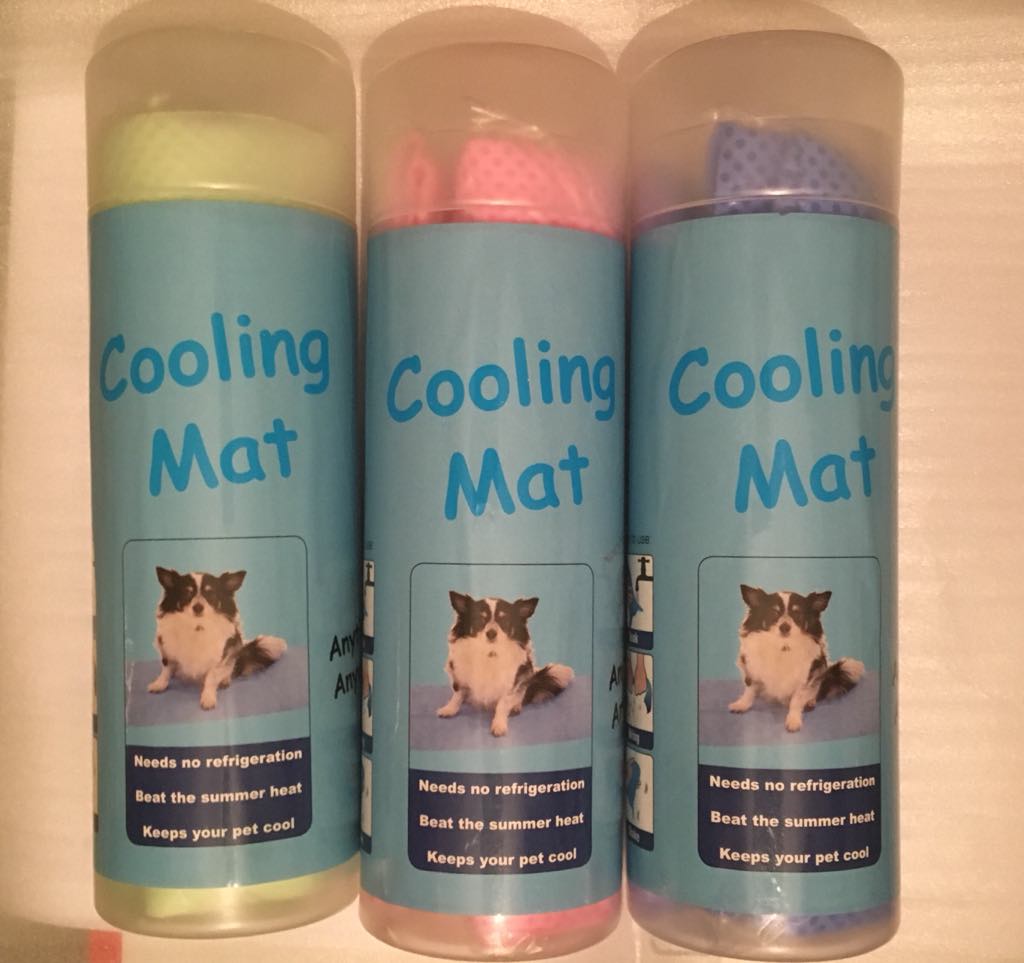 Cooling
Mat
Needs no refrigeration
Beat the summer heat
Keeps your pet cool
Cooling
Mat
Needs no refrigeration
Beat the summer heat
Keeps your pet cool
Cooling
Mat
Needs no refrigeration
Beat the summer heat
Keeps your pet cool